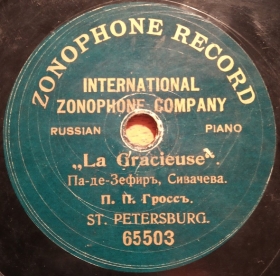 ZONOPHONE RECORD
INTERNATIONAL
ZONOPHONE COMPANY
RUSSIAN PIANO
„La Gracieuse“.
Па-де-Зефиръ, Сивачева.
П. П. Гроссъ.
ST. PETERSBURG.
65503